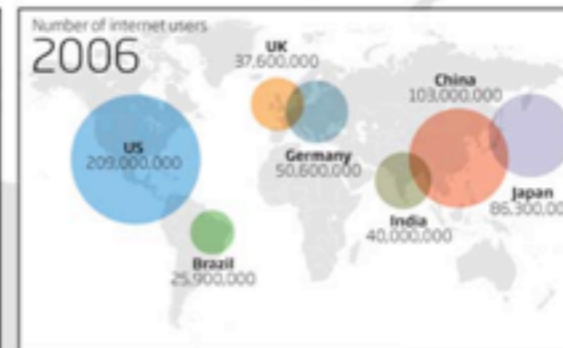 Number of internet users
2006
UK
37,600,000
China
103,000,000
US
209,000,000
Germany
50,600,000
Japan
86,300,00
India
40,000,000
Brazil
25,900,000